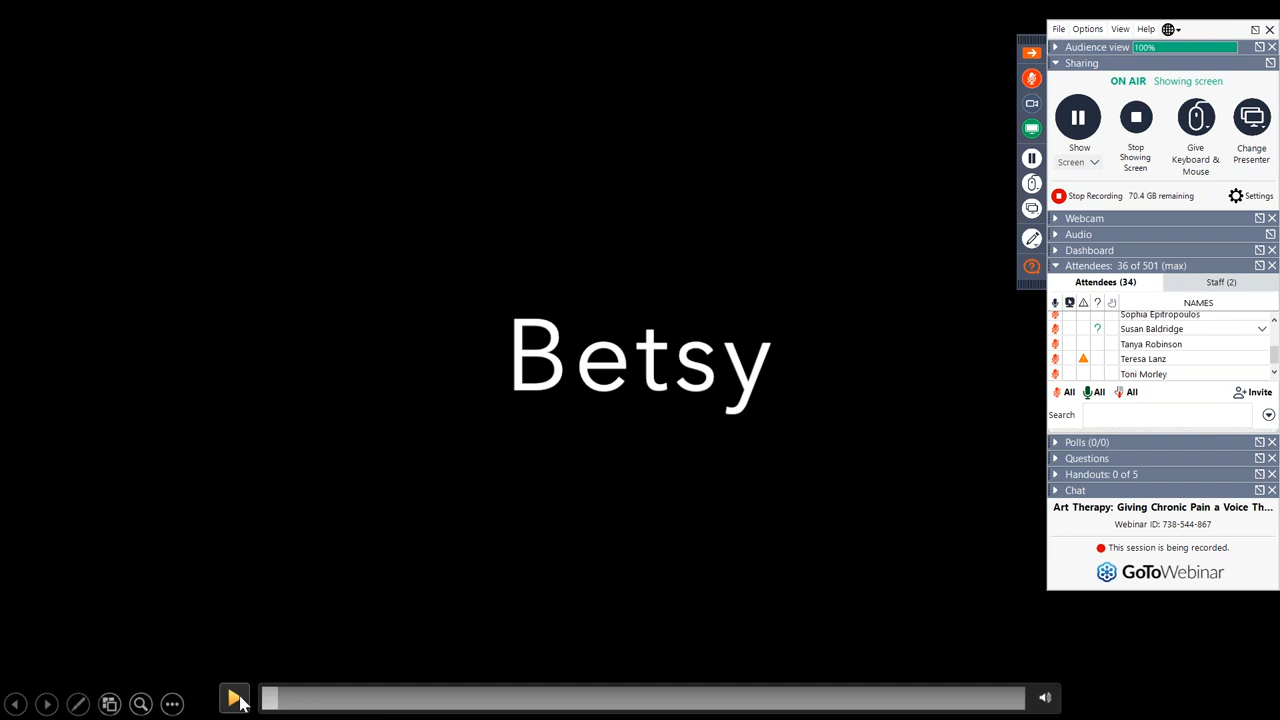 File Options View Help
Audience view 100%
Sharing
ON AIR Showing screen
Show
Screen
Stop
Showing
Screen
Give
Keyboard &
Mouse
Change
Presenter
Stop Recording 70.4 GB remaining
Settings
Webcam
Audio
Dashboard
Attendees: 36 of 501 (max)
Attendees (34)
Staff (2)
? NAMES
Sophia Epitropoulos
? Susan Baldridge
Tanya Robinson
Teresa Lanz
Toni Morley
All All All Invite
Search
Polls (0/0)
Questions
Handouts: 0 of 5
Chat
Art Therapy: Giving Chronic Pain a Voice Th...
Webinar ID: 738-544-867
This session is being recorded.
GoToWebinar
Betsy